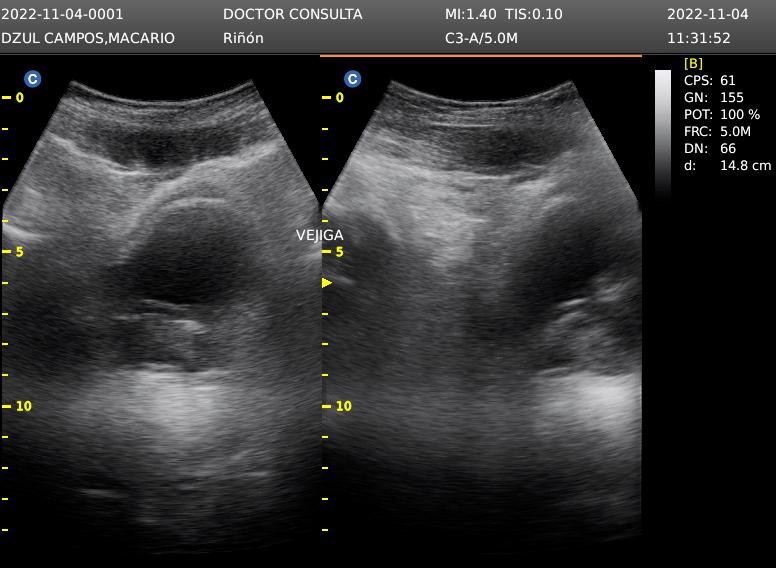 2022-11-04-0001 DOCTOR CONSULTA MI:1.40 TIS:0.10 2022-11-04
DZUL CAMPOS,MACARIO Riñón C3-A/5.0M 11:31:52
C C [B]
0 0 CPS: 61
GN: 155
POT: 100 %
FRC: 5.0M
DN: 66
d: 14.8 cm
VEJIGA
5 5
10 10